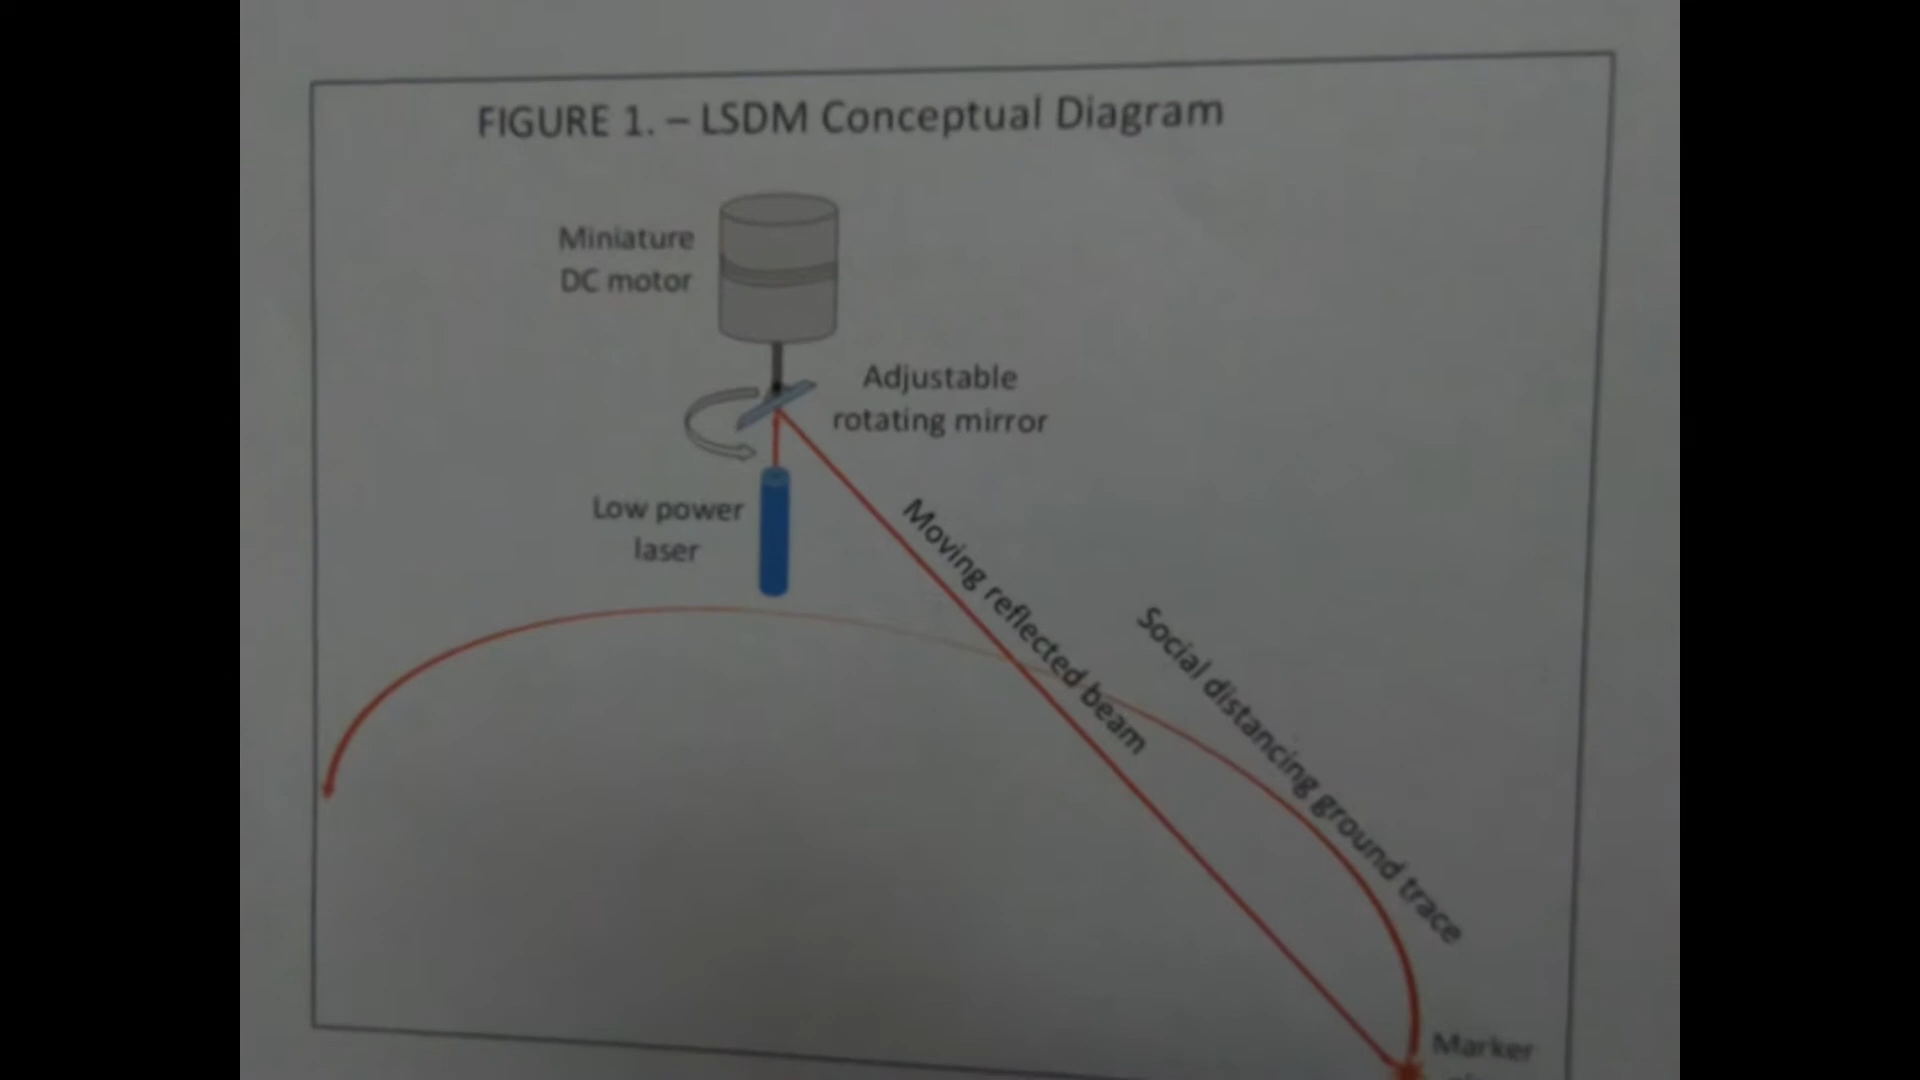 FIGURE 1. – LSDM Conceptual Diagram
Miniature
DC motor
Adjustable
rotating mirror
Low power
laser
Moving reflected beam
Social distancing ground trace
Marker